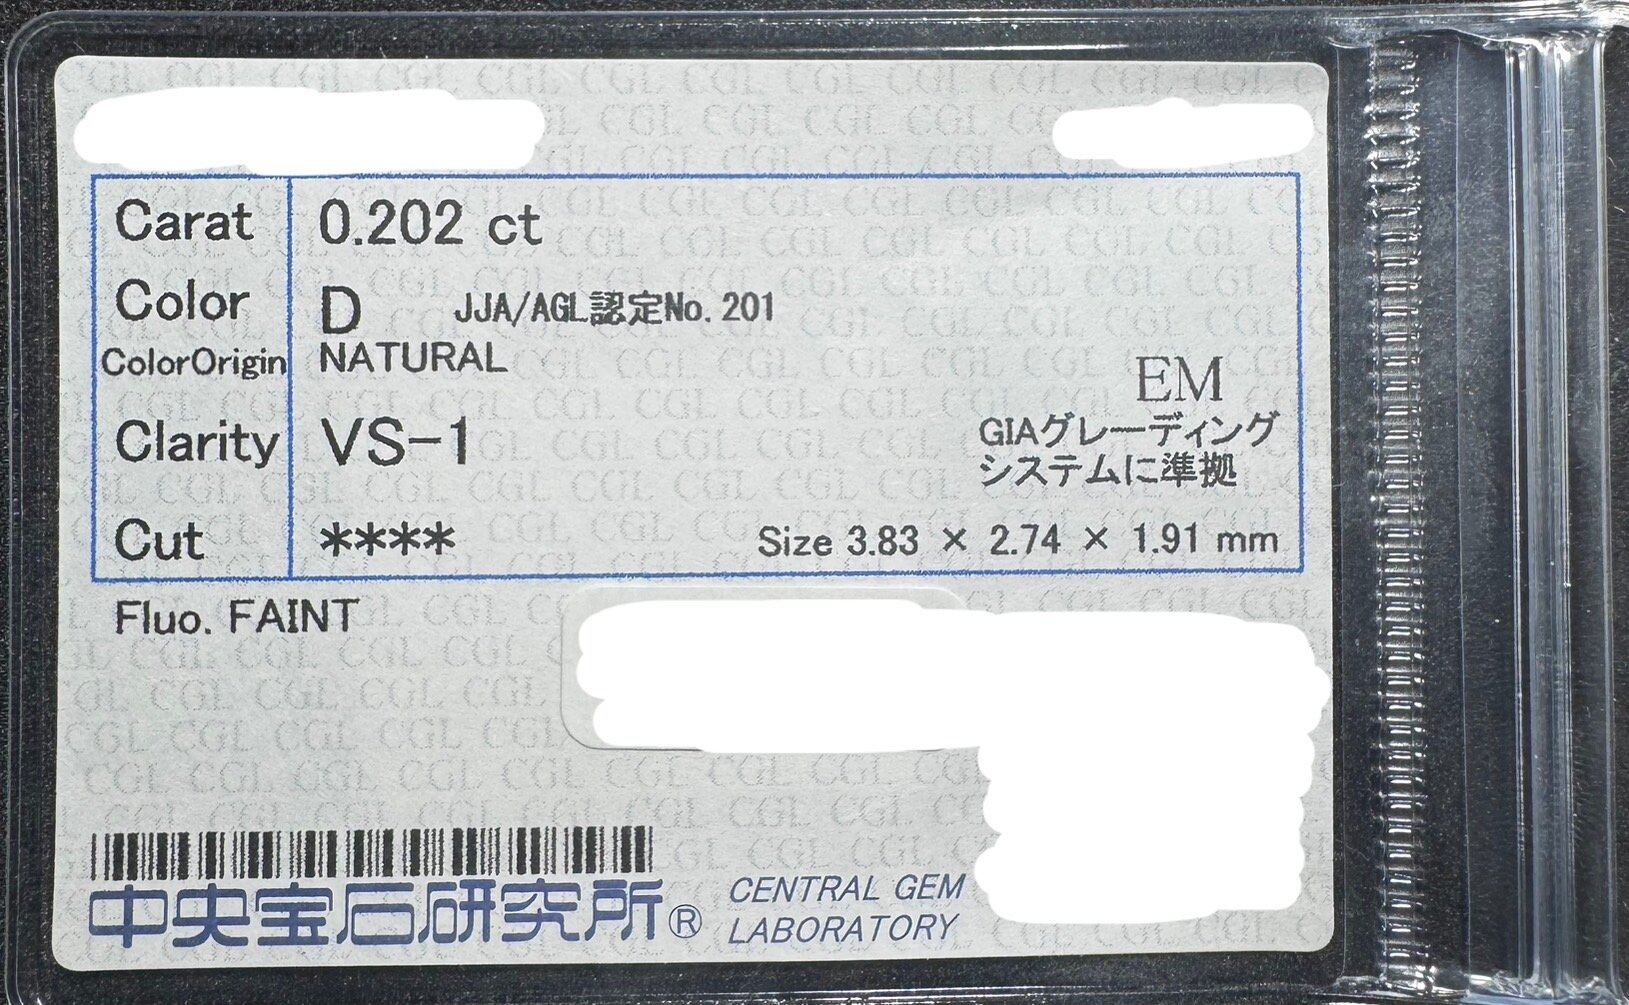 Carat 0.202 ct
Color D JJA/AGL認定No.201
ColorOrigin NATURAL
EM
Clarity VS-1 GIAグレーディング
システムに準拠
Cut **** Size 3.83 × 2.74 × 1.91 mm
Fluo. FAINT
中央宝石研究所® CENTRAL GEM
LABORATORY